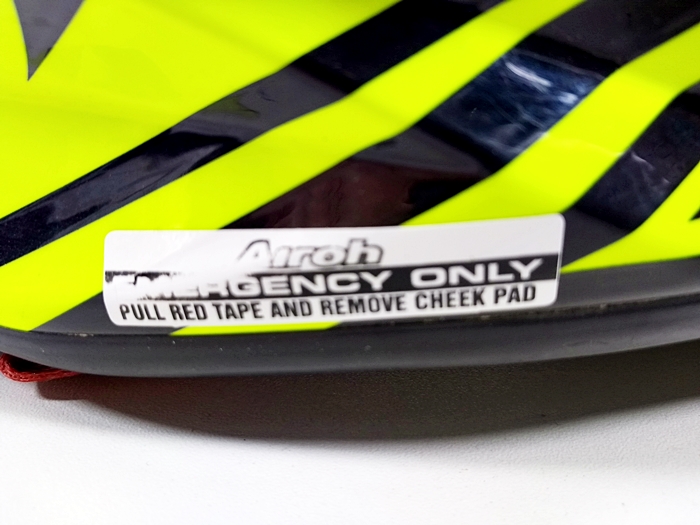 Airoh
EMERGENCY ONLY
PULL RED TAPE AND REMOVE CHEEK PAD